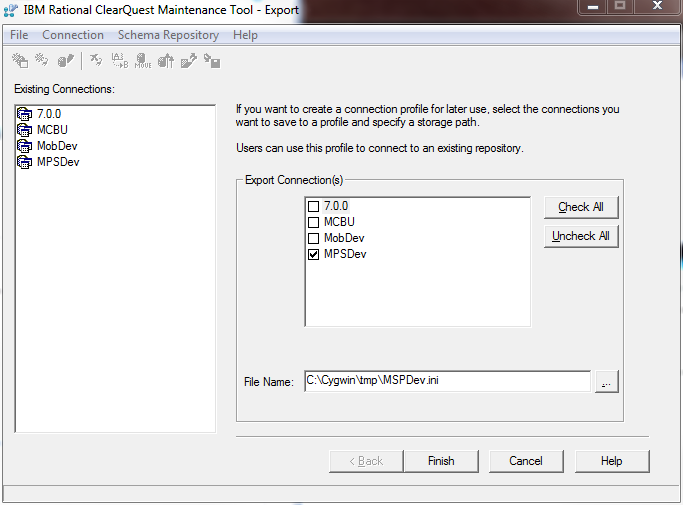 IBM Rational ClearQuest Maintenance Tool - Export
File Connection Schema Repository Help
A3
B
MOVE
Existing Connections:
7.0.0
MCBU
MobDev
MPSDev
If you want to create a connection profile for later use, select the connections you
want to save to a profile and specify a storage path.
Users can use this profile to connect to an existing repository.
Export Connection(s)
7.0.0
MCBU
MobDev
MPSDev
Check All
Uncheck All
File Name:
C:\Cygwin\tmp\MSPDev.ini
...
< Back
Finish
Cancel
Help